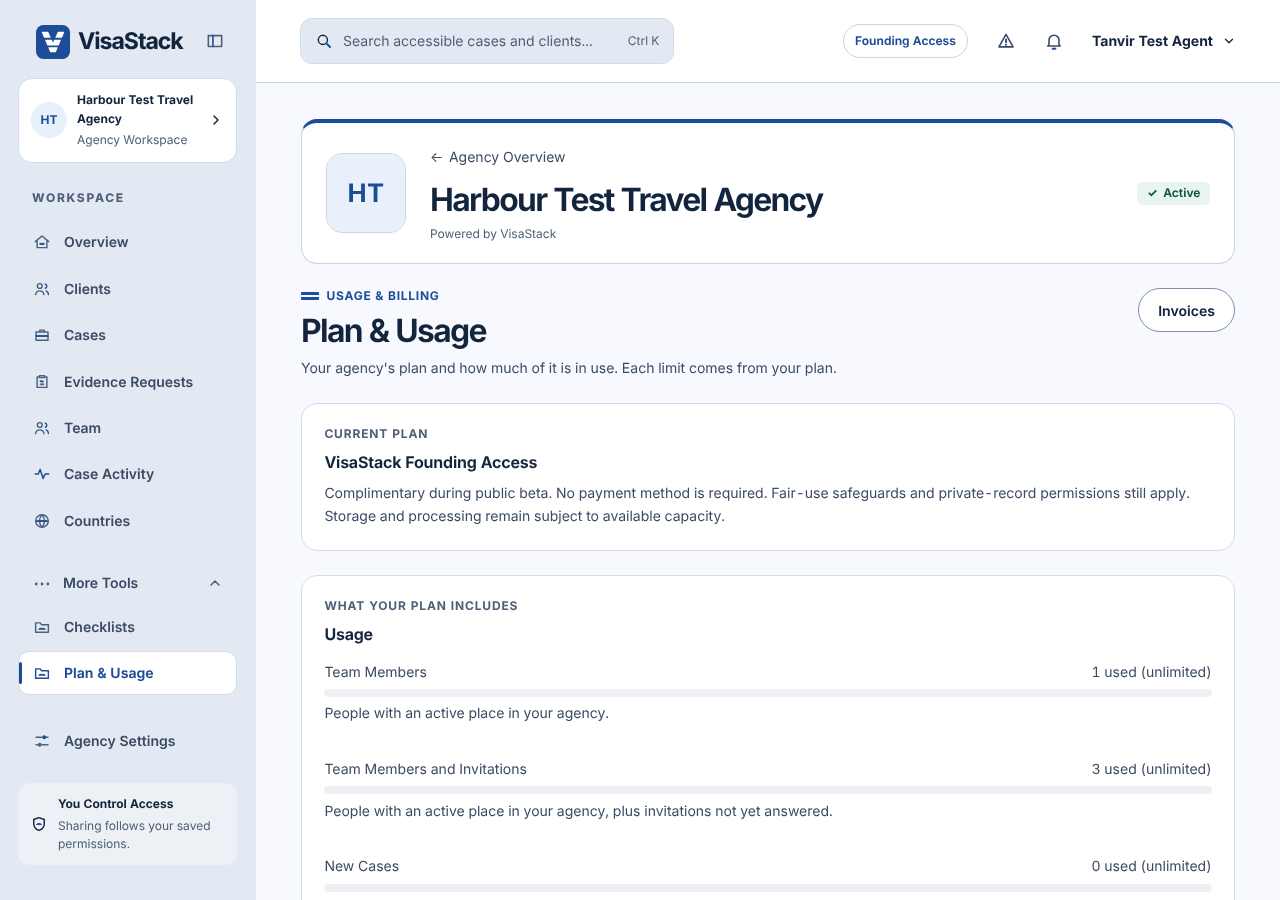 VisaStack
Search accessible cases and clients...
Ctrl K
Founding Access
Tanvir Test Agent
HT
Harbour Test Travel
Agency
Agency Workspace
WORKSPACE
Overview
Clients
Cases
Evidence Requests
Team
Case Activity
Countries
More Tools
Checklists
Plan & Usage
Agency Settings
You Control Access
Sharing follows your saved
permissions.
HT
← Agency Overview
Harbour Test Travel Agency
Powered by VisaStack
Active
USAGE & BILLING
Plan & Usage
Your agency's plan and how much of it is in use. Each limit comes from your plan.
Invoices
CURRENT PLAN
VisaStack Founding Access
Complimentary during public beta. No payment method is required. Fair-use safeguards and private-record permissions still apply.
Storage and processing remain subject to available capacity.
WHAT YOUR PLAN INCLUDES
Usage
Team Members
1 used (unlimited)
People with an active place in your agency.
Team Members and Invitations
3 used (unlimited)
People with an active place in your agency, plus invitations not yet answered.
New Cases
0 used (unlimited)